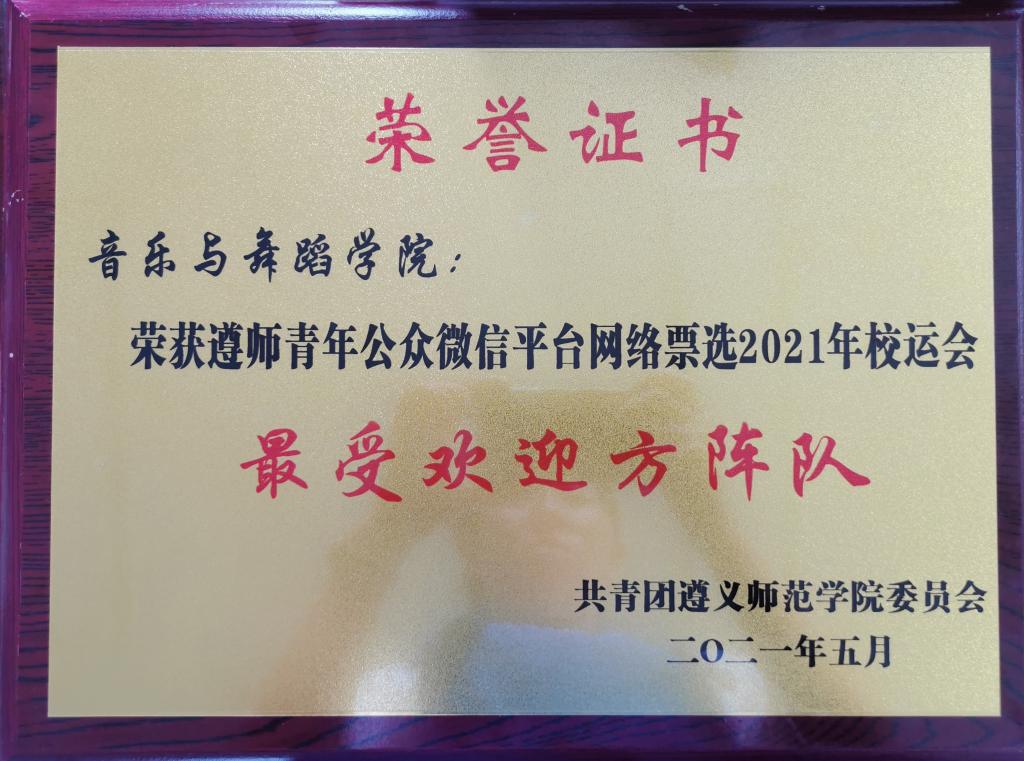 荣誉证书
音乐与舞蹈学院：
荣获遵师青年公众微信平台网络票选2021年校运会
最受欢迎方阵队
共青团遵义师范学院委员会
二〇二一年五月